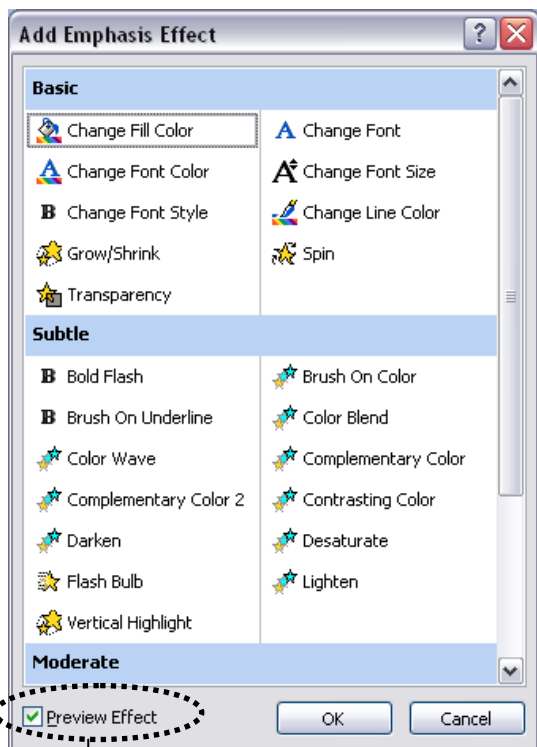 Add Emphasis Effect
Basic
Change Fill Color
Change Font
Change Font Color
Change Font Size
Change Font Style
Change Line Color
Grow/Shrink
Spin
Transparency
Subtle
Bold Flash
Brush On Color
Brush On Underline
Color Blend
Color Wave
Complementary Color
Complementary Color 2
Contrasting Color
Darken
Desaturate
Flash Bulb
Lighten
Vertical Highlight
Moderate
Preview Effect
OK
Cancel